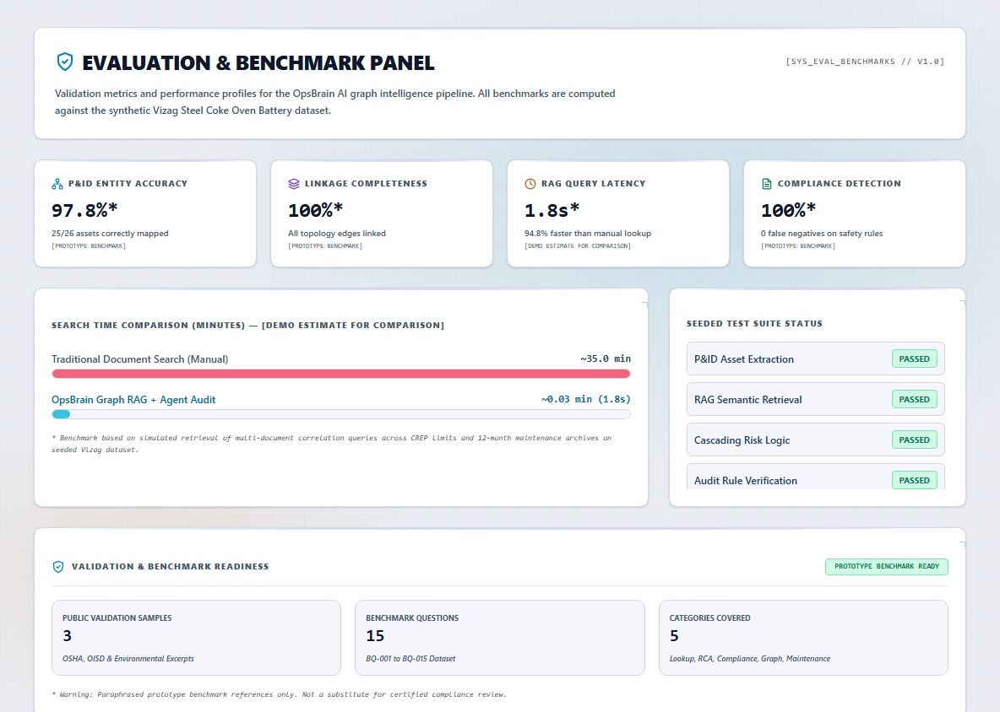 EVALUATION & BENCHMARK PANEL
[SYS_EVAL_BENCHMARKS // V1.0]
Validation metrics and performance profiles for the OpsBrain AI graph intelligence pipeline. All benchmarks are computed
against the synthetic Vizag Steel Coke Oven Battery dataset.
P&ID ENTITY ACCURACY
97.8%*
25/26 assets correctly mapped
[PROTOTYPE BENCHMARK]
LINKAGE COMPLETENESS
100%*
All topology edges linked
[PROTOTYPE BENCHMARK]
RAG QUERY LATENCY
1.8s*
94.8% faster than manual lookup
[DEMO ESTIMATE FOR COMPARISON]
COMPLIANCE DETECTION
100%*
0 false negatives on safety rules
[PROTOTYPE BENCHMARK]
SEARCH TIME COMPARISON (MINUTES) — [DEMO ESTIMATE FOR COMPARISON]
Traditional Document Search (Manual) ~35.0 min
OpsBrain Graph RAG + Agent Audit ~0.03 min (1.8s)
* Benchmark based on simulated retrieval of multi-document correlation queries across CREP Limits and 12-month maintenance archives on
seeded Vizag dataset.
SEEDED TEST SUITE STATUS
P&ID Asset Extraction PASSED
RAG Semantic Retrieval PASSED
Cascading Risk Logic PASSED
Audit Rule Verification PASSED
VALIDATION & BENCHMARK READINESS
PROTOTYPE BENCHMARK READY
PUBLIC VALIDATION SAMPLES
3
OSHA, OISD & Environmental Excerpts
BENCHMARK QUESTIONS
15
BQ-001 to BQ-015 Dataset
CATEGORIES COVERED
5
Lookup, RCA, Compliance, Graph, Maintenance
* Warning: Paraphrased prototype benchmark references only. Not a substitute for certified compliance review.